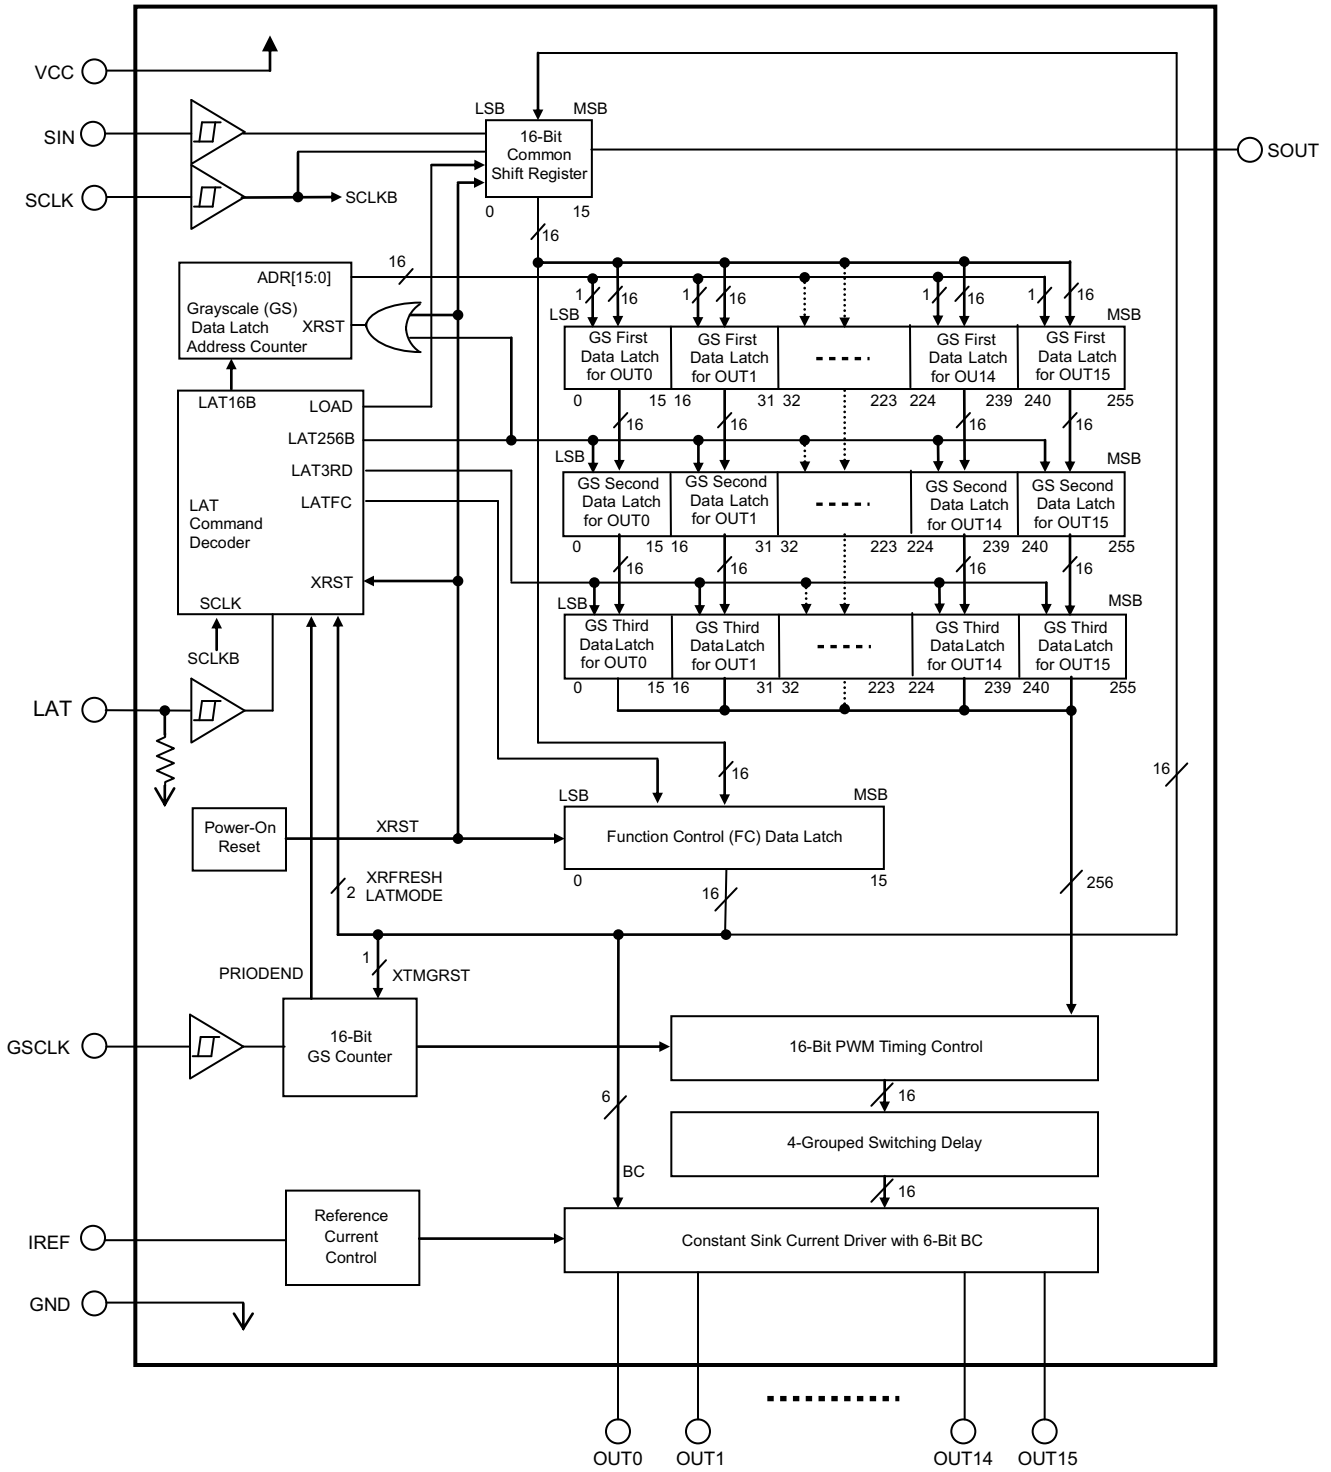 VCC
LSB MSB
SIN
16-Bit
Common
Shift Register
SOUT
SCLK
SCLKB
0 15
16
ADR[15:0]
16
Grayscale (GS)
Data Latch
Address Counter
XRST
1 16 1 16 1 16 1 16
LSB MSB
GS First
Data Latch
for OUT0
GS First
Data Latch
for OUT1
GS First
Data Latch
for OU14
GS First
Data Latch
for OUT15
0 15 16 31 32 223 224 239 240 255
16 16 16 16
LAT16B
LOAD
LAT256B
LAT3RD
LATFC
LAT
Command
Decoder
XRST
SCLK
SCLKB
LSB MSB
GS Second
Data Latch
for OUT0
GS Second
Data Latch
for OUT1
GS Second
Data Latch
for OUT14
GS Second
Data Latch
for OUT15
0 15 16 31 32 223 224 239 240 255
16 16 16 16
LSB MSB
GS Third
Data Latch
for OUT0
GS Third
Data Latch
for OUT1
GS Third
Data Latch
for OUT14
GS Third
Data Latch
for OUT15
0 15 16 31 32 223 224 239 240 255
LAT
16
16
LSB MSB
Power-On
Reset
XRST
Function Control (FC) Data Latch
0 15
2
XRFRESH
LATMODE
16
256
1
XTMGRST
PRIODEND
GSCLK
16-Bit
GS Counter
16-Bit PWM Timing Control
6
16
4-Grouped Switching Delay
BC
16
IREF
Reference
Current
Control
Constant Sink Current Driver with 6-Bit BC
GND
OUT0 OUT1 OUT14 OUT15